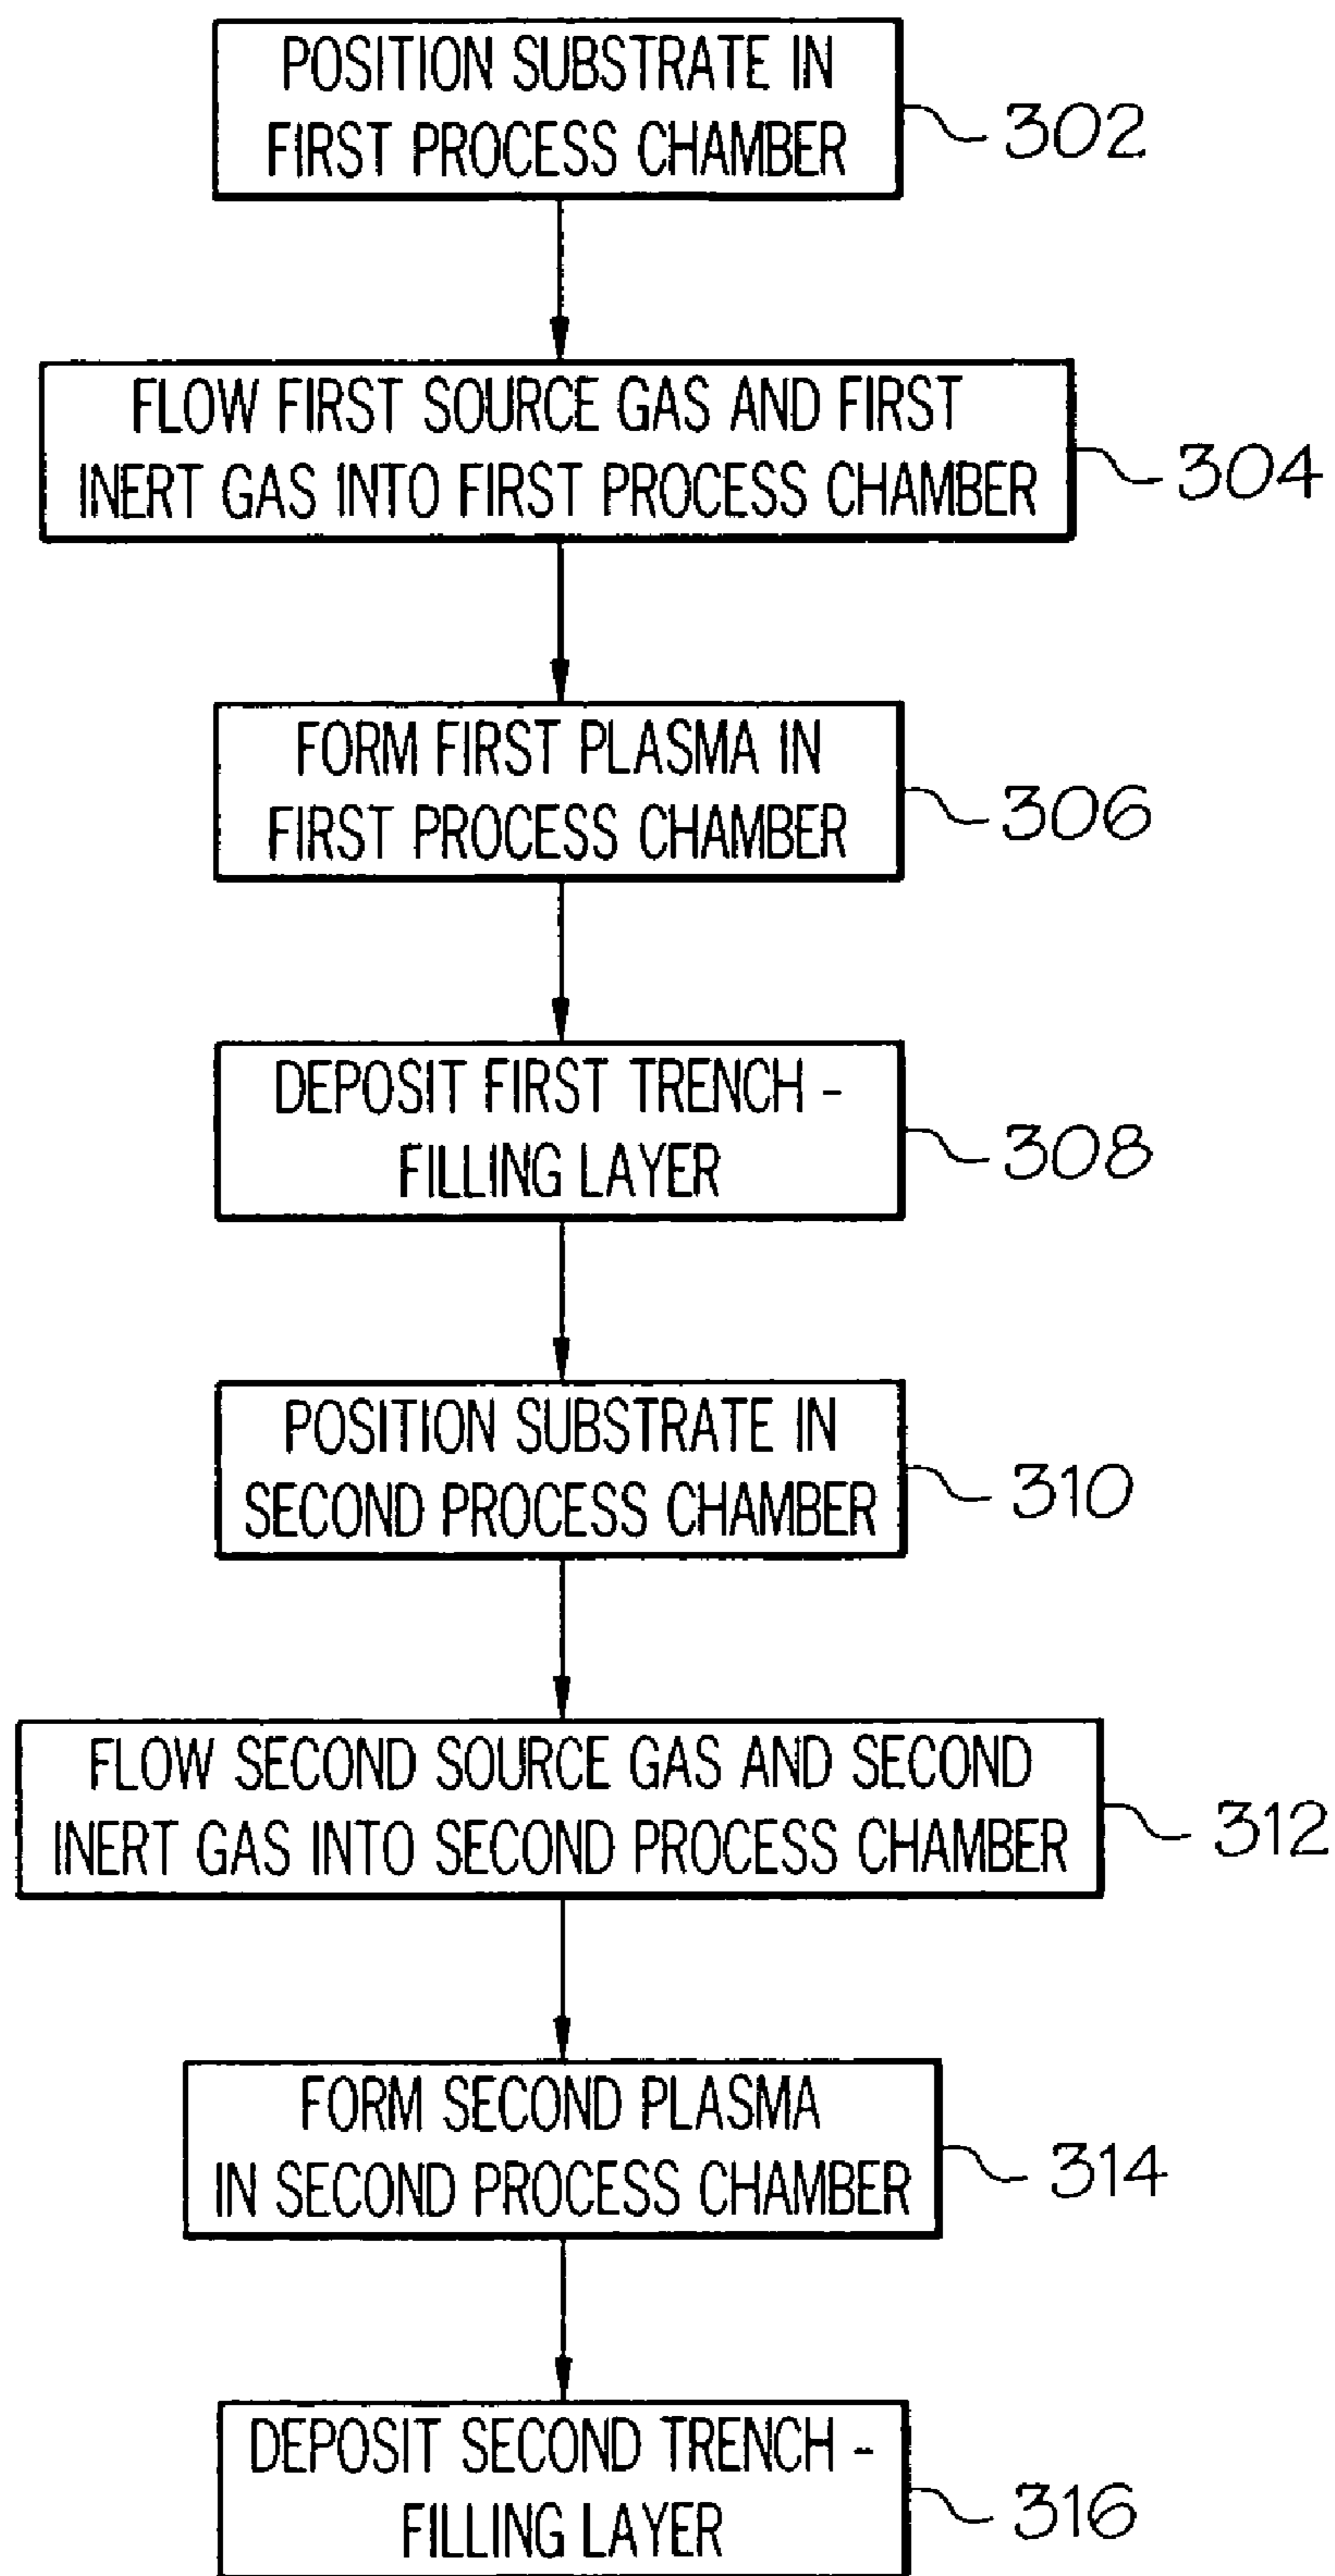 POSITION SUBSTRATE IN
FIRST PROCESS CHAMBER
302
FLOW FIRST SOURCE GAS AND FIRST
INERT GAS INTO FIRST PROCESS CHAMBER
304
FORM FIRST PLASMA IN
FIRST PROCESS CHAMBER
306
DEPOSIT FIRST TRENCH -
FILLING LAYER
308
POSITION SUBSTRATE IN
SECOND PROCESS CHAMBER
310
FLOW SECOND SOURCE GAS AND SECOND
INERT GAS INTO SECOND PROCESS CHAMBER
312
FORM SECOND PLASMA
IN SECOND PROCESS CHAMBER
314
DEPOSIT SECOND TRENCH -
FILLING LAYER
316